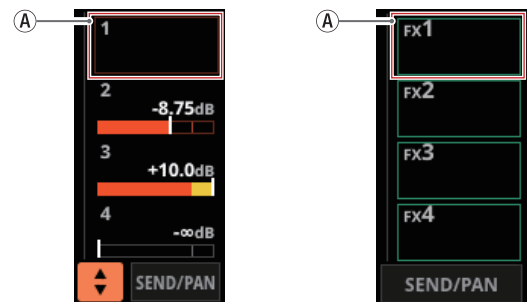 A
1
2
-8.75dB
3
+10.0dB
4
-∞dB
SEND/PAN
A
FX1
FX2
FX3
FX4
SEND/PAN